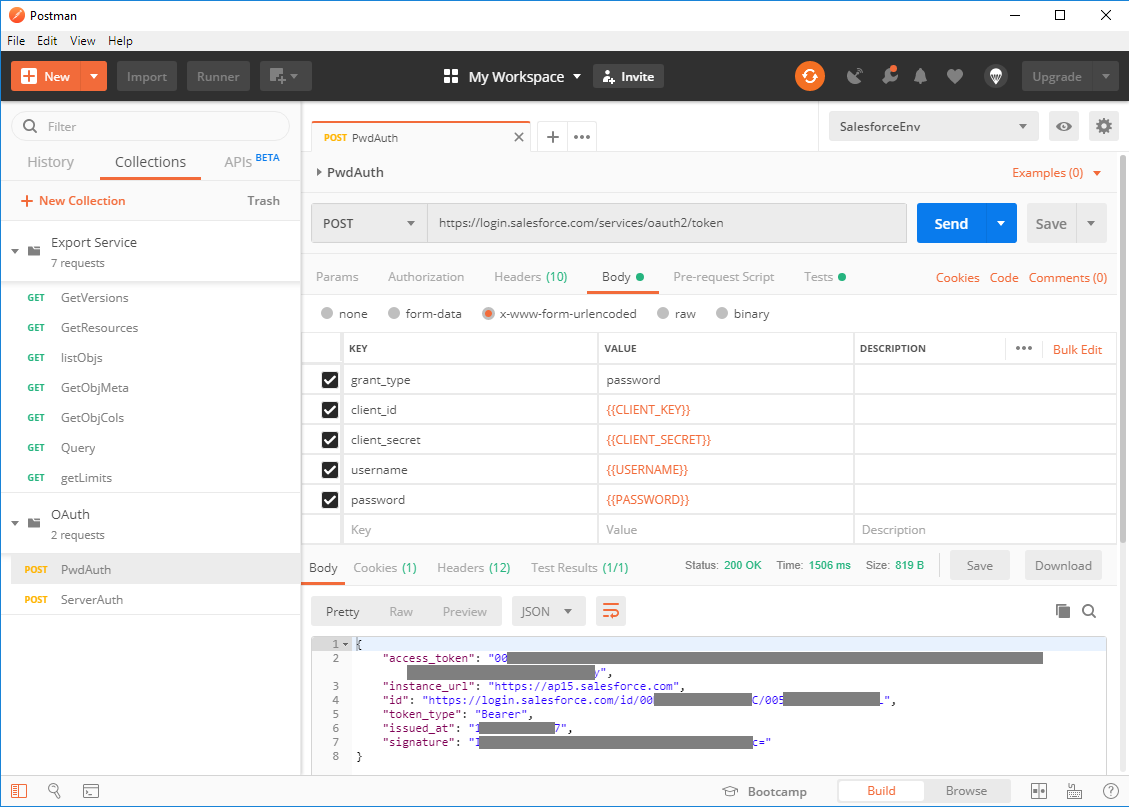 Postman
File Edit View Help
New Import Runner My Workspace Invite Upgrade
Filter
History Collections APIs BETA
New Collection Trash
Export Service
7 requests
GET GetVersions
GET GetResources
GET listObjs
GET GetObjMeta
GET GetObjCols
GET Query
GET getLimits
OAuth
2 requests
POST PwdAuth
POST ServerAuth
POST PwdAuth
SalesforceEnv
PwdAuth Examples (0)
POST https://login.salesforce.com/services/oauth2/token Send Save
Params Authorization Headers (10) Body Pre-request Script Tests Cookies Code Comments (0)
none form-data x-www-form-urlencoded raw binary
KEY VALUE DESCRIPTION Bulk Edit
grant_type password
client_id {{CLIENT_KEY}}
client_secret {{CLIENT_SECRET}}
username {{USERNAME}}
password {{PASSWORD}}
Key Value Description
Body Cookies (1) Headers (12) Test Results (1/1) Status: 200 OK Time: 1506 ms Size: 819 B Save Download
Pretty Raw Preview JSON
1 {
2 "access_token": "00
y",
3 "instance_url": "https://ap15.salesforce.com",
4 "id": "https://login.salesforce.com/id/00 C/005 ",
5 "token_type": "Bearer",
6 "issued_at": "1 7",
7 "signature": "I c="
8 }
Bootcamp Build Browse